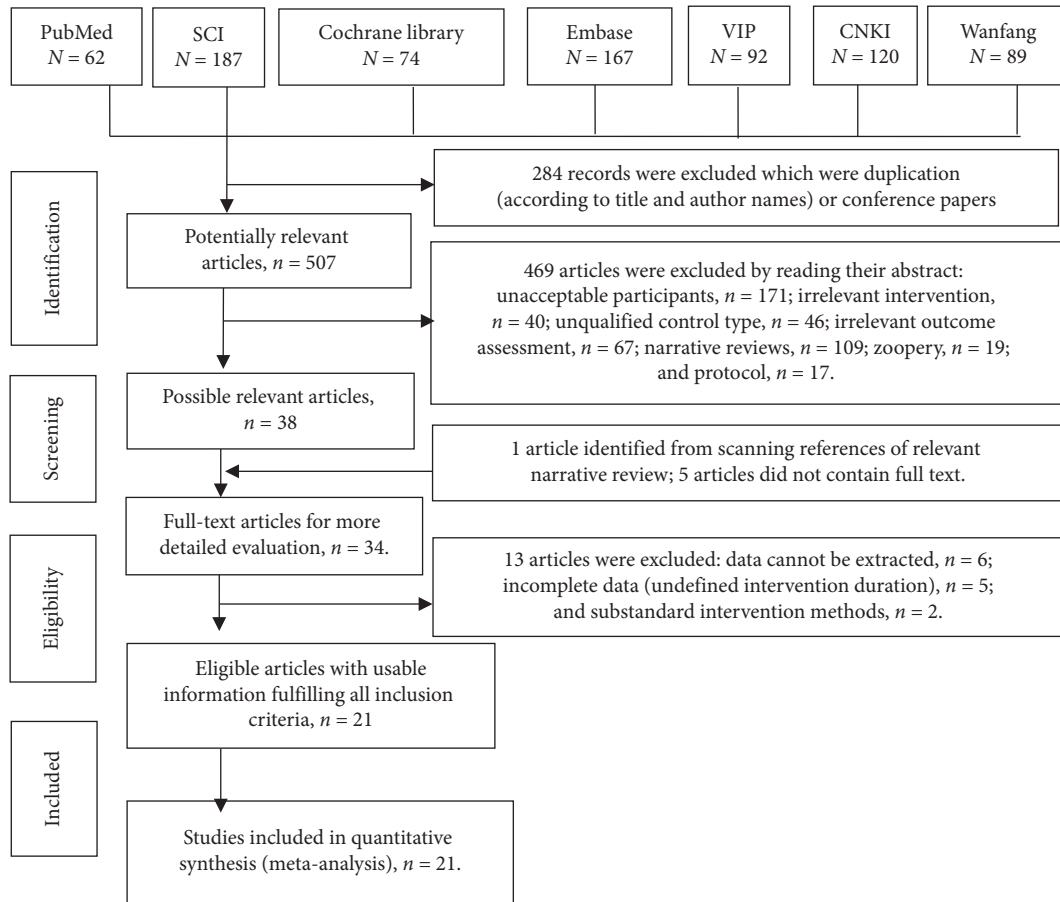 PubMed
N = 62
SCI
N = 187
Cochrane library
N = 74
Embase
N = 167
VIP
N = 92
CNKI
N = 120
Wanfang
N = 89
Identification
284 records were excluded which were duplication
(according to title and author names) or conference papers
Potentially relevant
articles, n = 507
469 articles were excluded by reading their abstract:
unacceptable participants, n = 171; irrelevant intervention,
n = 40; unqualified control type, n = 46; irrelevant outcome
assessment, n = 67; narrative reviews, n = 109; zoopery, n = 19;
and protocol, n = 17.
Screening
Possible relevant articles,
n = 38
1 article identified from scanning references of relevant
narrative review; 5 articles did not contain full text.
Full-text articles for more
detailed evaluation, n = 34.
Eligibility
13 articles were excluded: data cannot be extracted, n = 6;
incomplete data (undefined intervention duration), n = 5;
and substandard intervention methods, n = 2.
Eligible articles with usable
information fulfilling all inclusion
criteria, n = 21
Included
Studies included in quantitative
synthesis (meta-analysis), n = 21.